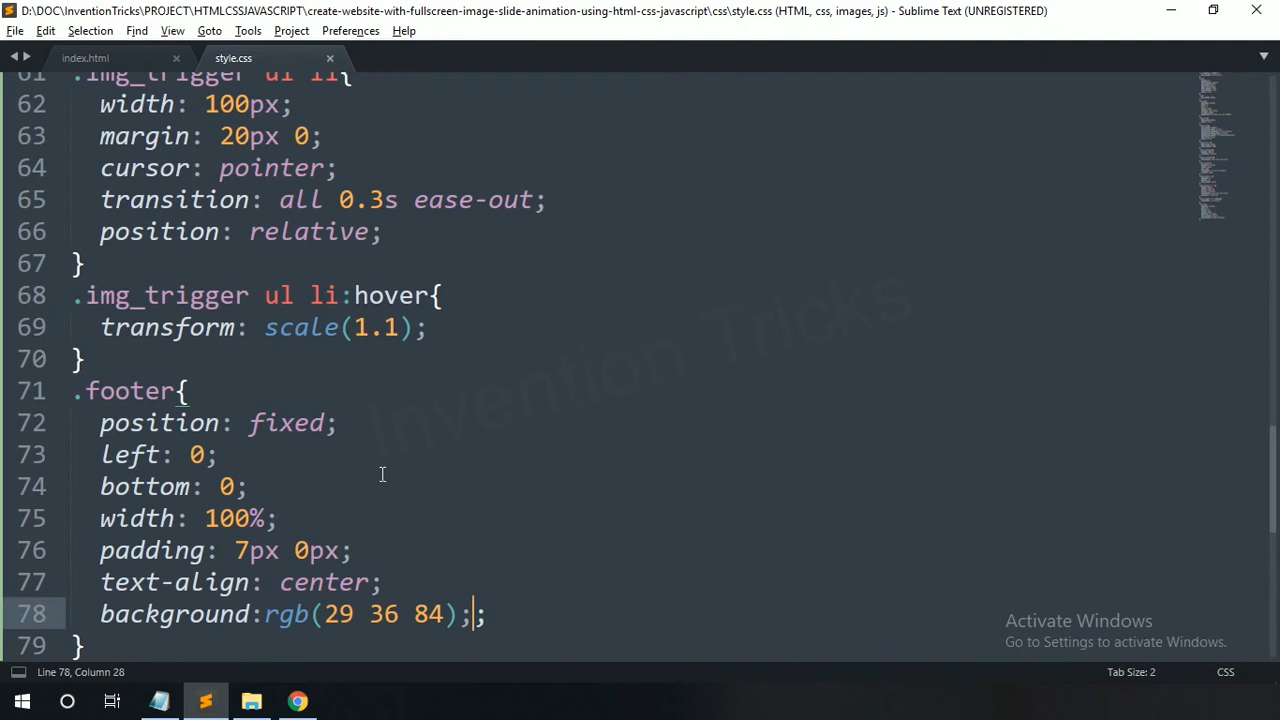 D:\DOC\InventionTricks\PROJECT\HTMLCSSJAVASCRIPT\create-website-with-fullscreen-image-slide-animation-using-html-css-javascript\css\style.css (HTML, css, images, js) - Sublime Text (UNREGISTERED)
File Edit Selection Find View Goto Tools Project Preferences Help
index.html × style.css ×
61 .img_trigger ul li{
62 width: 100px;
63 margin: 20px 0;
64 cursor: pointer;
65 transition: all 0.3s ease-out;
66 position: relative;
67 }
68 .img_trigger ul li:hover{
69 transform: scale(1.1);
70 }
71 .footer{
72 position: fixed;
73 left: 0;
74 bottom: 0;
75 width: 100%;
76 padding: 7px 0px;
77 text-align: center;
78 background:rgb(29 36 84);;
79 }
Invention Tricks
Activate Windows
Go to Settings to activate Windows.
Line 78, Column 28 Tab Size: 2 CSS